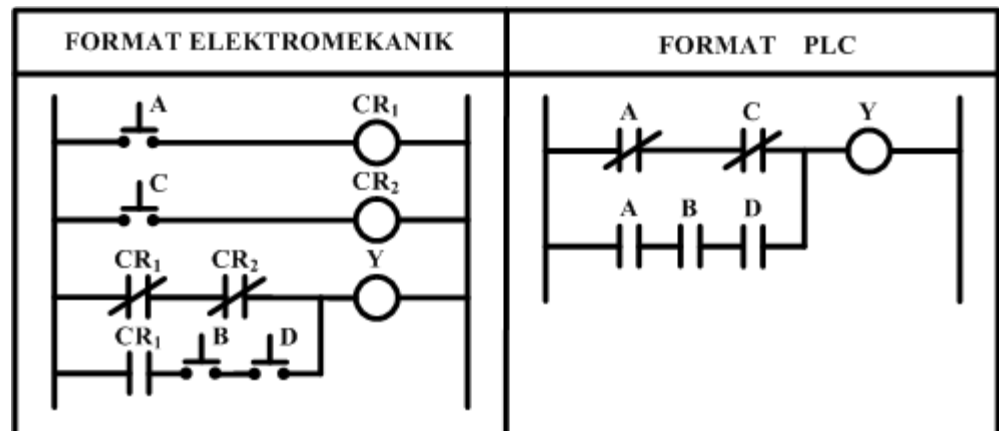 FORMAT ELEKTROMEKANIK
A
CR₁
C
CR₂
CR₁ CR₂ Y
CR₁ B D
FORMAT PLC
A C Y
A B D